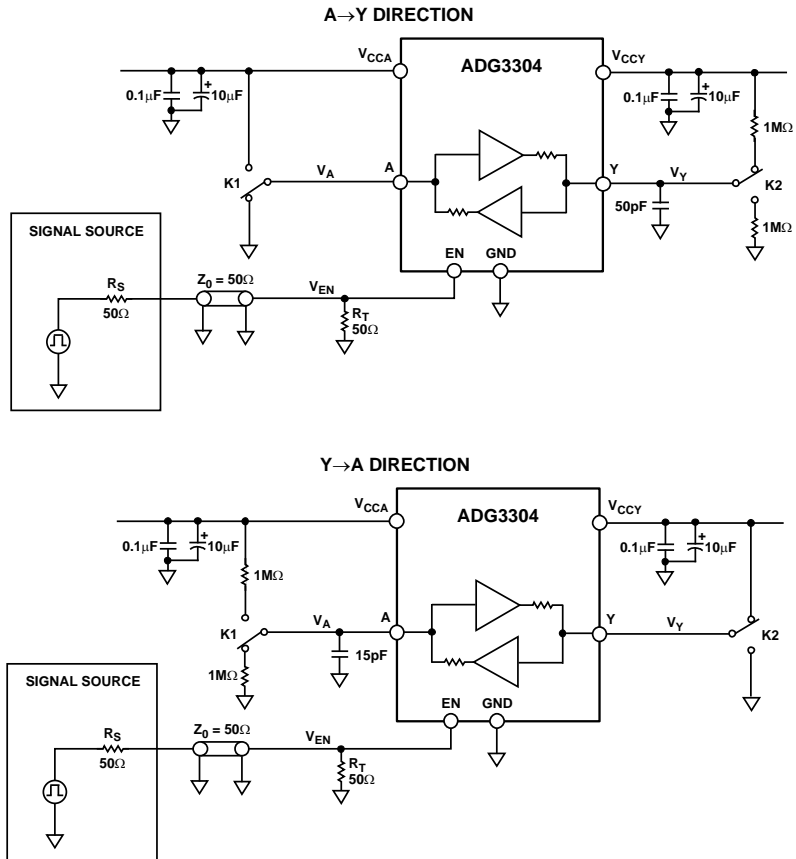 A→Y DIRECTION
VCCA
ADG3304
VCCY
0.1µF
10µF
+
0.1µF
10µF
+
1MΩ
K1
VA
A
Y
VY
K2
50pF
1MΩ
SIGNAL SOURCE
EN
GND
RS
50Ω
Z0 = 50Ω
VEN
RT
50Ω
Y→A DIRECTION
VCCA
ADG3304
VCCY
0.1µF
10µF
+
0.1µF
10µF
+
1MΩ
K1
VA
A
Y
VY
K2
15pF
1MΩ
SIGNAL SOURCE
EN
GND
RS
50Ω
Z0 = 50Ω
VEN
RT
50Ω